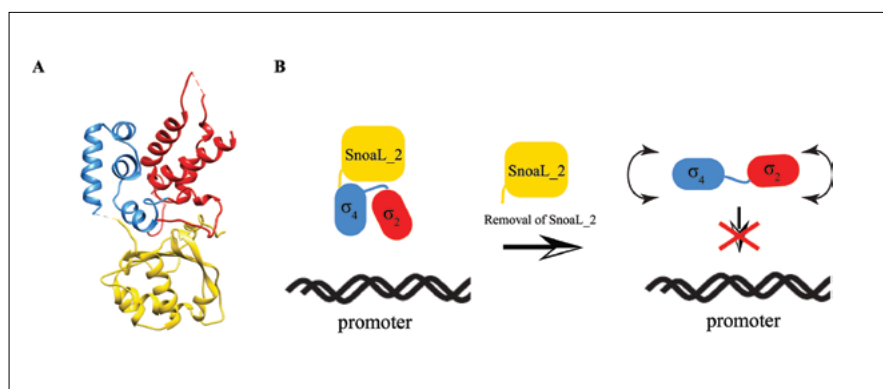 A
B
SnoaL_2
σ4
σ2
promoter
SnoaL_2
Removal of SnoaL_2
σ4
σ2
promoter